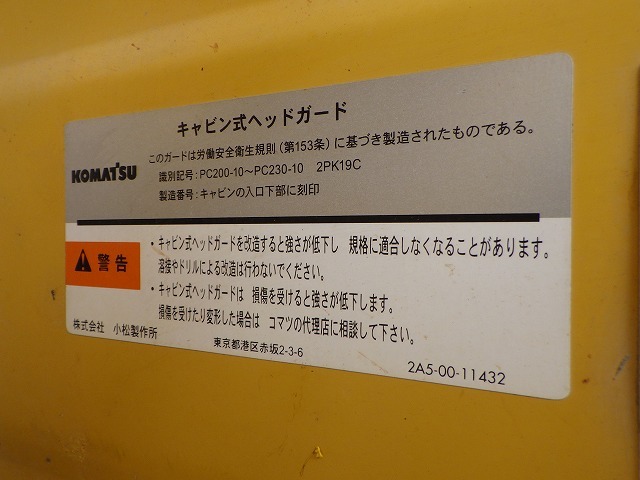 キャビン式ヘッドガード
このガードは労働安全衛生規則(第153条)に基づき製造されたものである。
KOMATSU
識別記号:PC200-10~PC230-10 2PK19C
製造番号:キャビンの入口下部に刻印
警告
・キャビン式ヘッドガードを改造すると強さが低下し 規格に適合しなくなることがあります。
溶接やドリルによる改造は行わないでください。
・キャビン式ヘッドガードは 損傷を受けると強さが低下します。
損傷を受けたり変形した場合は コマツの代理店に相談して下さい。
株式会社 小松製作所
東京都港区赤坂2-3-6
2A5-00-11432